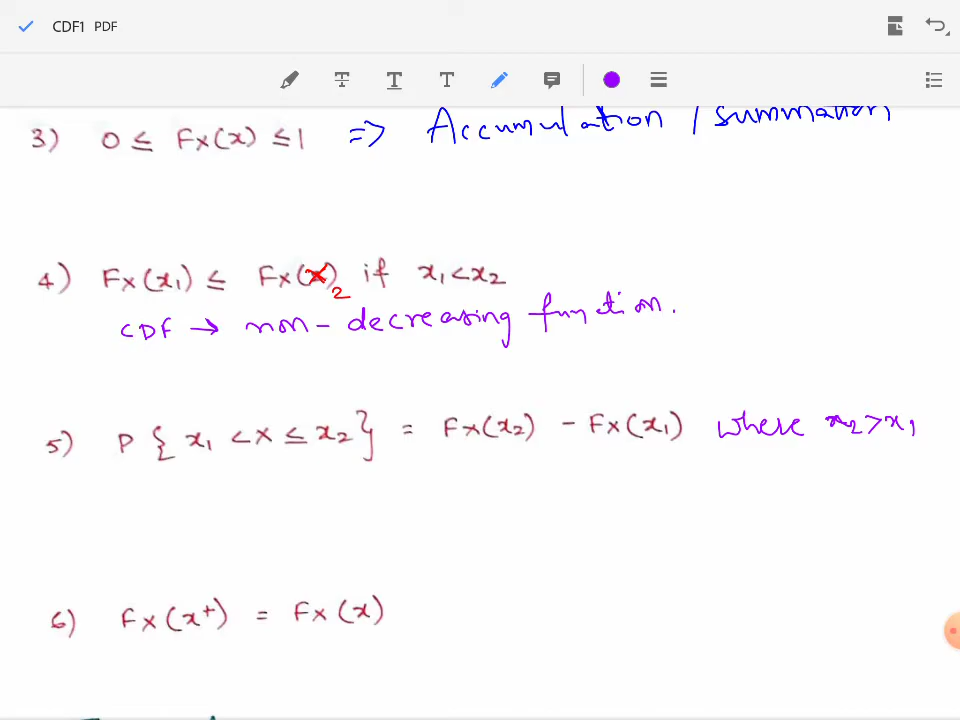 CDF1 PDF
3) 0 ≤ Fx(x) ≤ 1 => Accumulation / summation
4) Fx(x1) ≤ Fx(x)2 if x1 < x2
CDF → non-decreasing function.
5) P { x1 < X ≤ x2 } = Fx(x2) - Fx(x1) where x2 > x1
6) Fx(x+) = Fx(x)